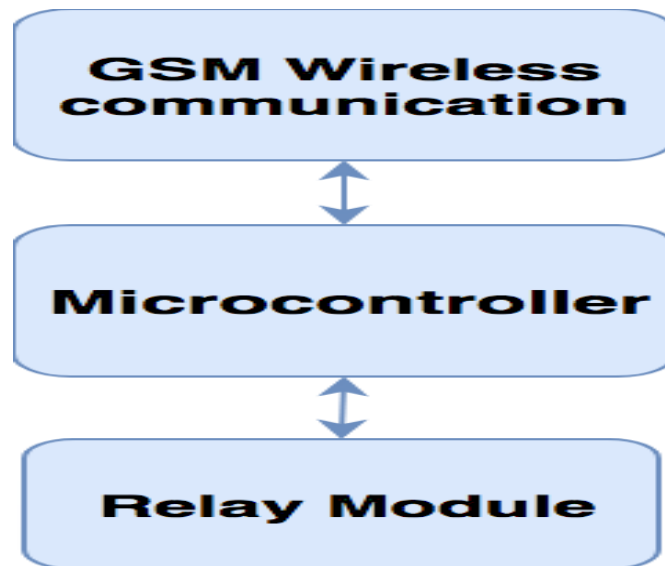 GSM Wireless
communication
Microcontroller
Relay Module